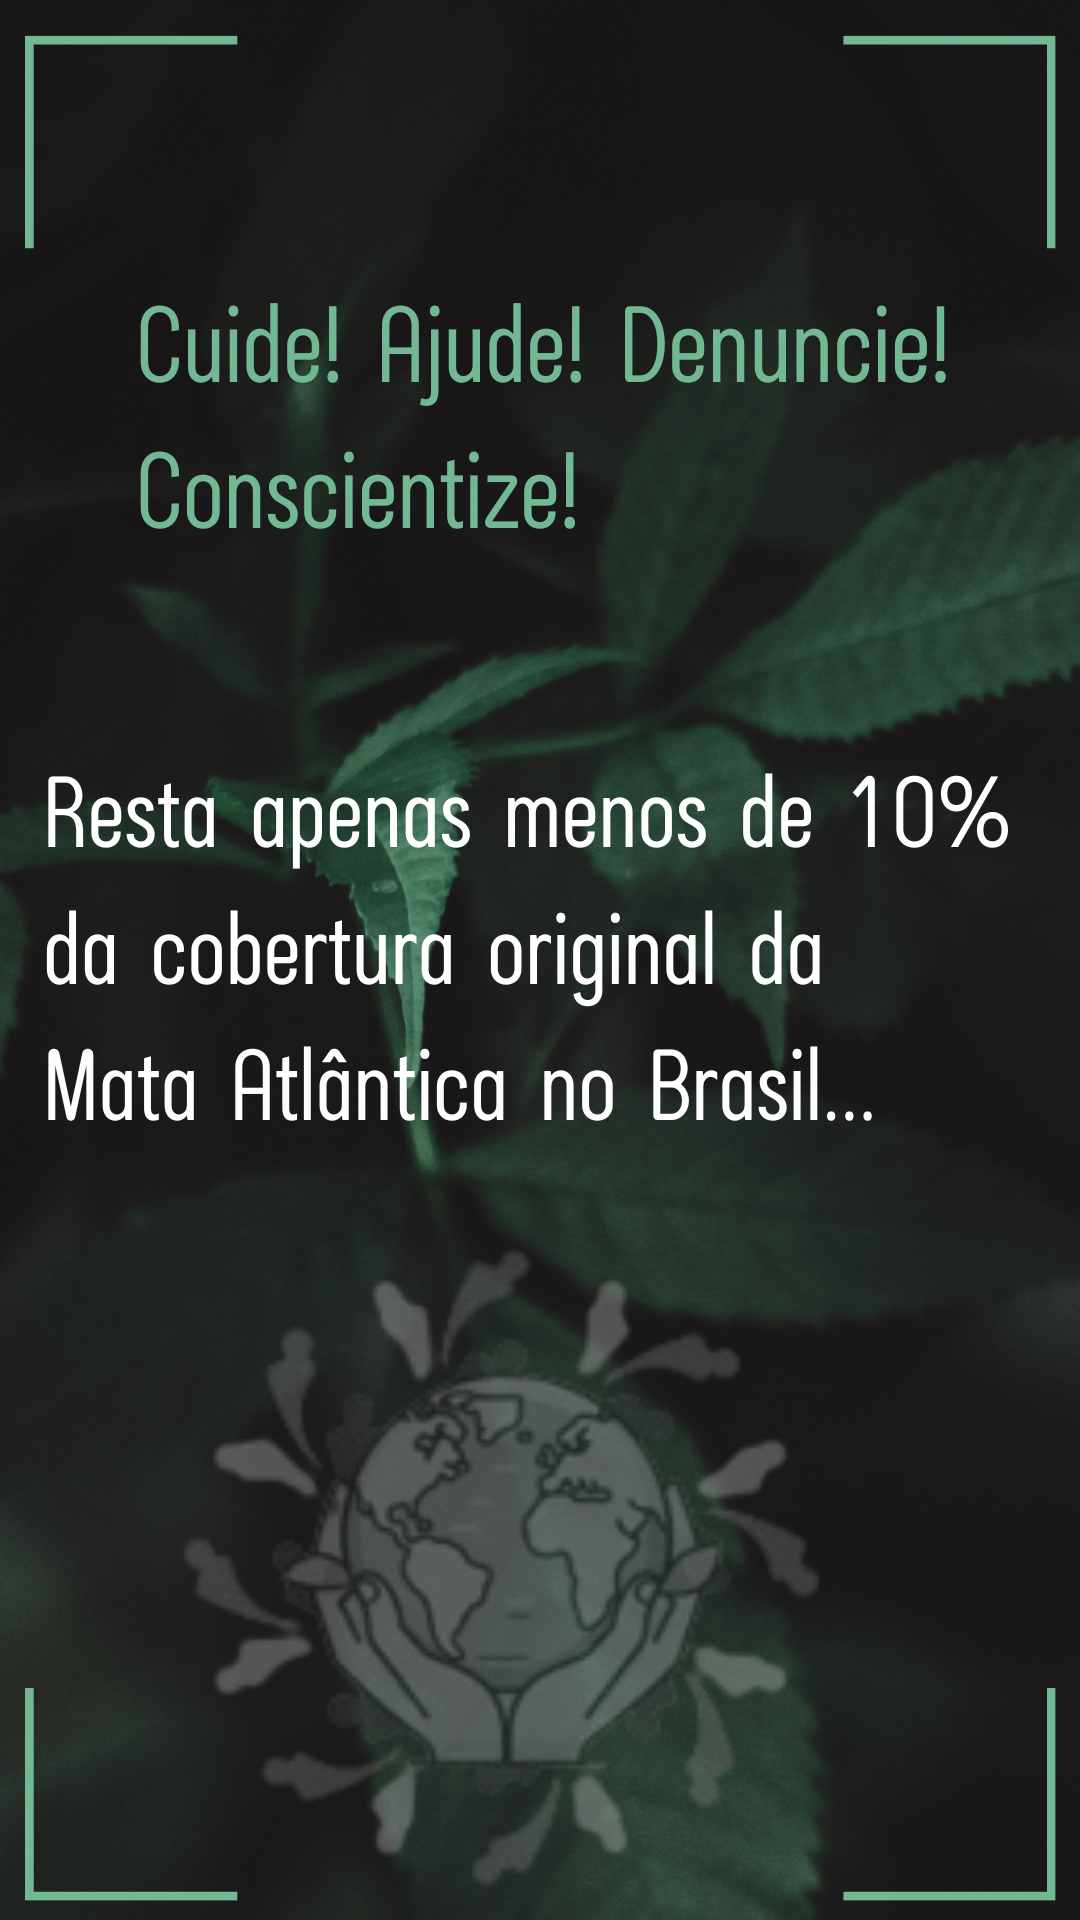 Cuide! Ajude! Denuncie!
Conscientize!
Resta apenas menos de 10%
da cobertura original da
Mata Atlântica no Brasil...